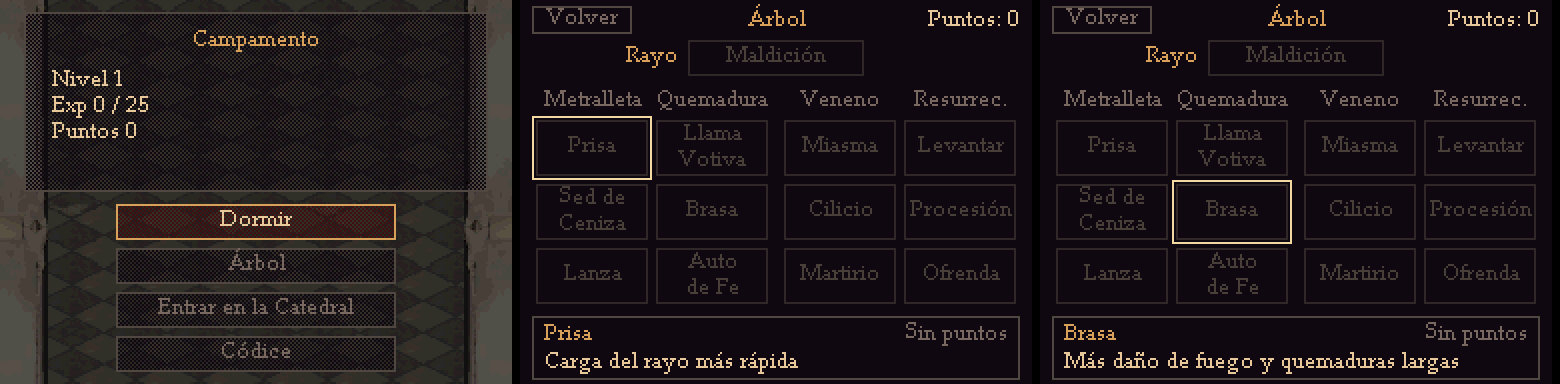 Campamento
Nivel 1
Exp 0 / 25
Puntos 0
Dormir
Árbol
Entrar en la Catedral
Códice
Volver Árbol Puntos: 0
Rayo Maldición
Metralleta Quemadura Veneno Resurrec.
Prisa Llama Votiva Miasma Levantar
Sed de Ceniza Brasa Cilicio Procesión
Lanza Auto de Fe Martirio Ofrenda
Prisa Sin puntos
Carga del rayo más rápida
Volver Árbol Puntos: 0
Rayo Maldición
Metralleta Quemadura Veneno Resurrec.
Prisa Llama Votiva Miasma Levantar
Sed de Ceniza Brasa Cilicio Procesión
Lanza Auto de Fe Martirio Ofrenda
Brasa Sin puntos
Más daño de fuego y quemaduras largas